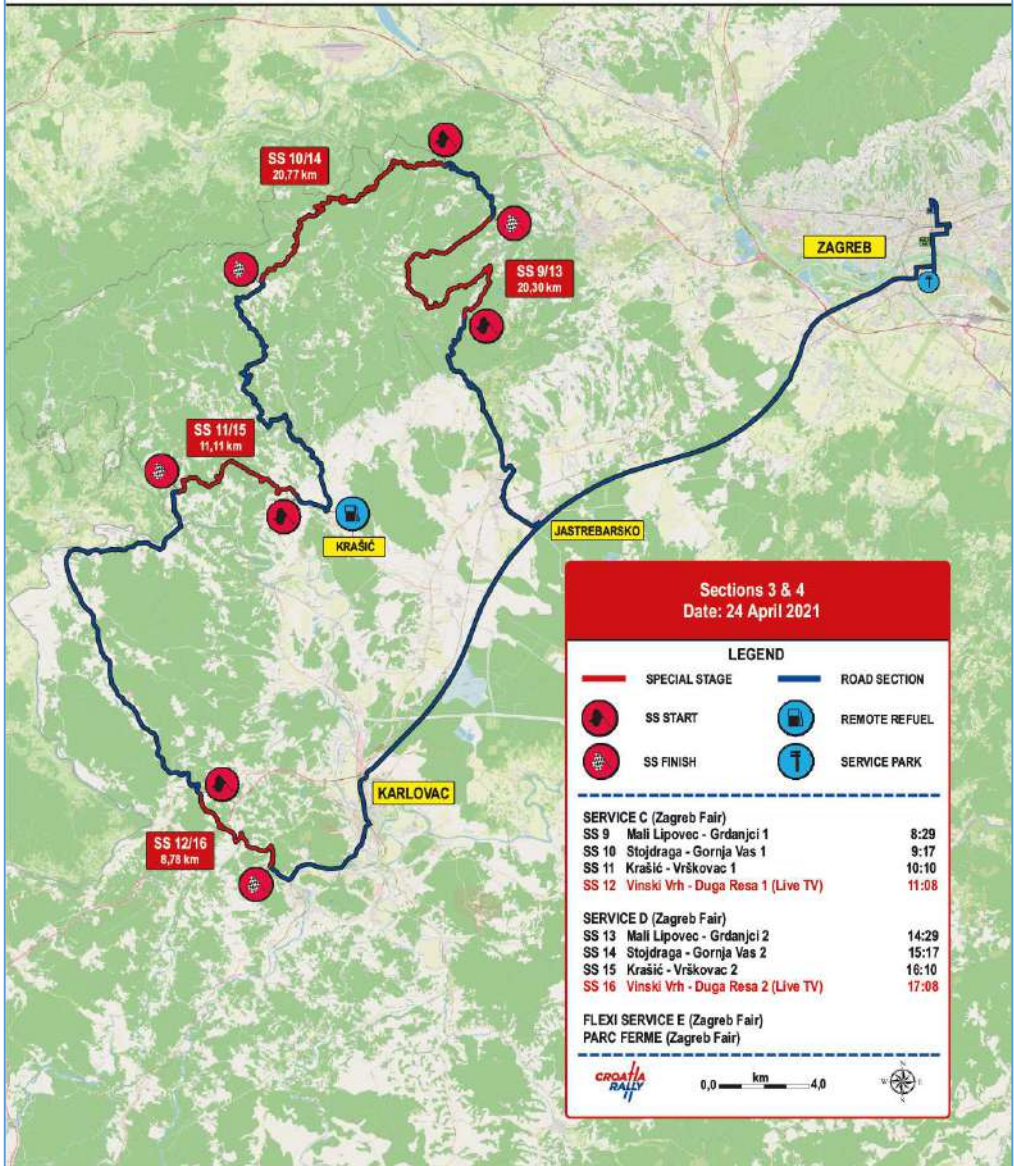 SS 10/14
20,77 km
ZAGREB
SS 9/13
20,30 km
SS 11/15
11,11 km
KRAŠIĆ
JASTREBARSKO
KARLOVAC
SS 12/16
8,78 km
Sections 3 & 4
Date: 24 April 2021
LEGEND
SPECIAL STAGE
ROAD SECTION
SS START
REMOTE REFUEL
SS FINISH
SERVICE PARK
SERVICE C (Zagreb Fair)
SS 9 Mali Lipovec - Grdanjci 1 8:29
SS 10 Stojdraga - Gornja Vas 1 9:17
SS 11 Krašić - Vrškovac 1 10:10
SS 12 Vinski Vrh - Duga Resa 1 (Live TV) 11:08
SERVICE D (Zagreb Fair)
SS 13 Mali Lipovec - Grdanjci 2 14:29
SS 14 Stojdraga - Gornja Vas 2 15:17
SS 15 Krašić - Vrškovac 2 16:10
SS 16 Vinski Vrh - Duga Resa 2 (Live TV) 17:08
FLEXI SERVICE E (Zagreb Fair)
PARC FERME (Zagreb Fair)
CROATIA
RALLY
0,0 km 4,0
N
W E
S